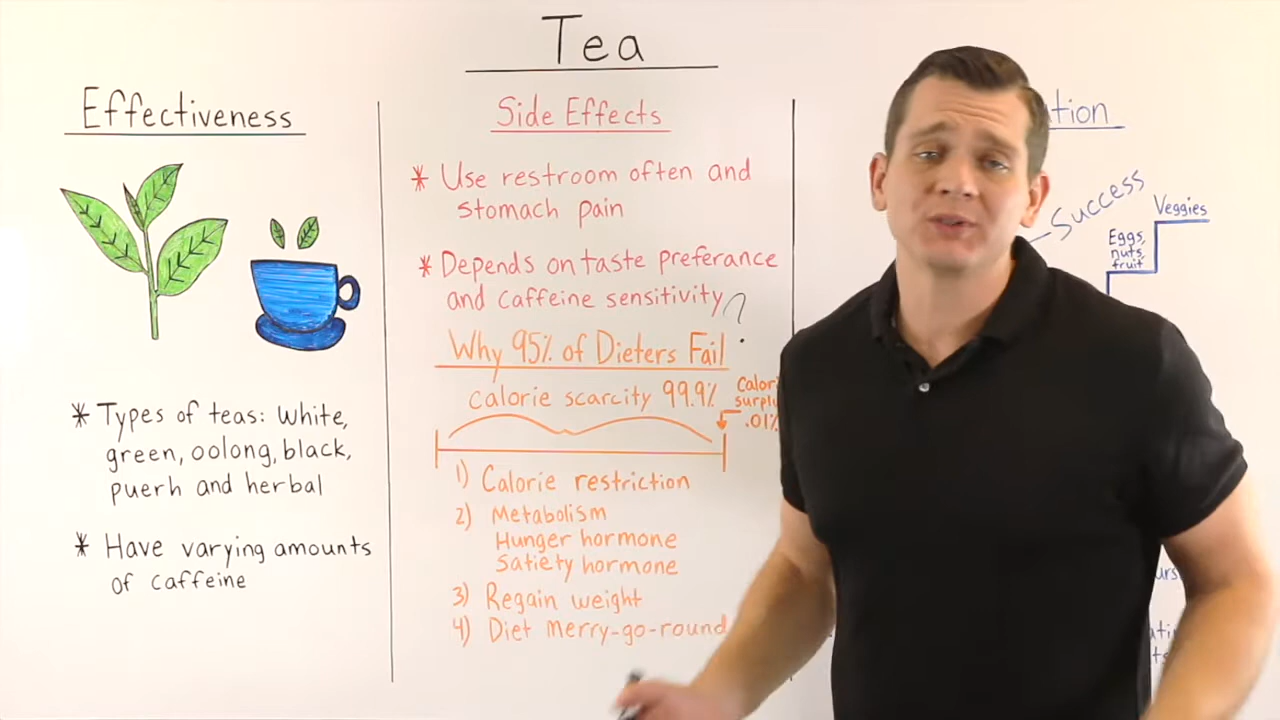 Tea
Effectiveness
* Types of teas: white,
green, oolong, black,
puerh and herbal
* Have varying amounts
of caffeine
Side Effects
* Use restroom often and
stomach pain
* Depends on taste preferance
and caffeine sensitivity
?
Why 95% of Dieters Fail
calorie scarcity 99.9%
.01%
1) Calorie restriction
2) Metabolism
Hunger hormone
Satiety hormone
3) Regain weight
4) Diet merry-go-round
Success
Veggies
Eggs,
nuts,
fruit